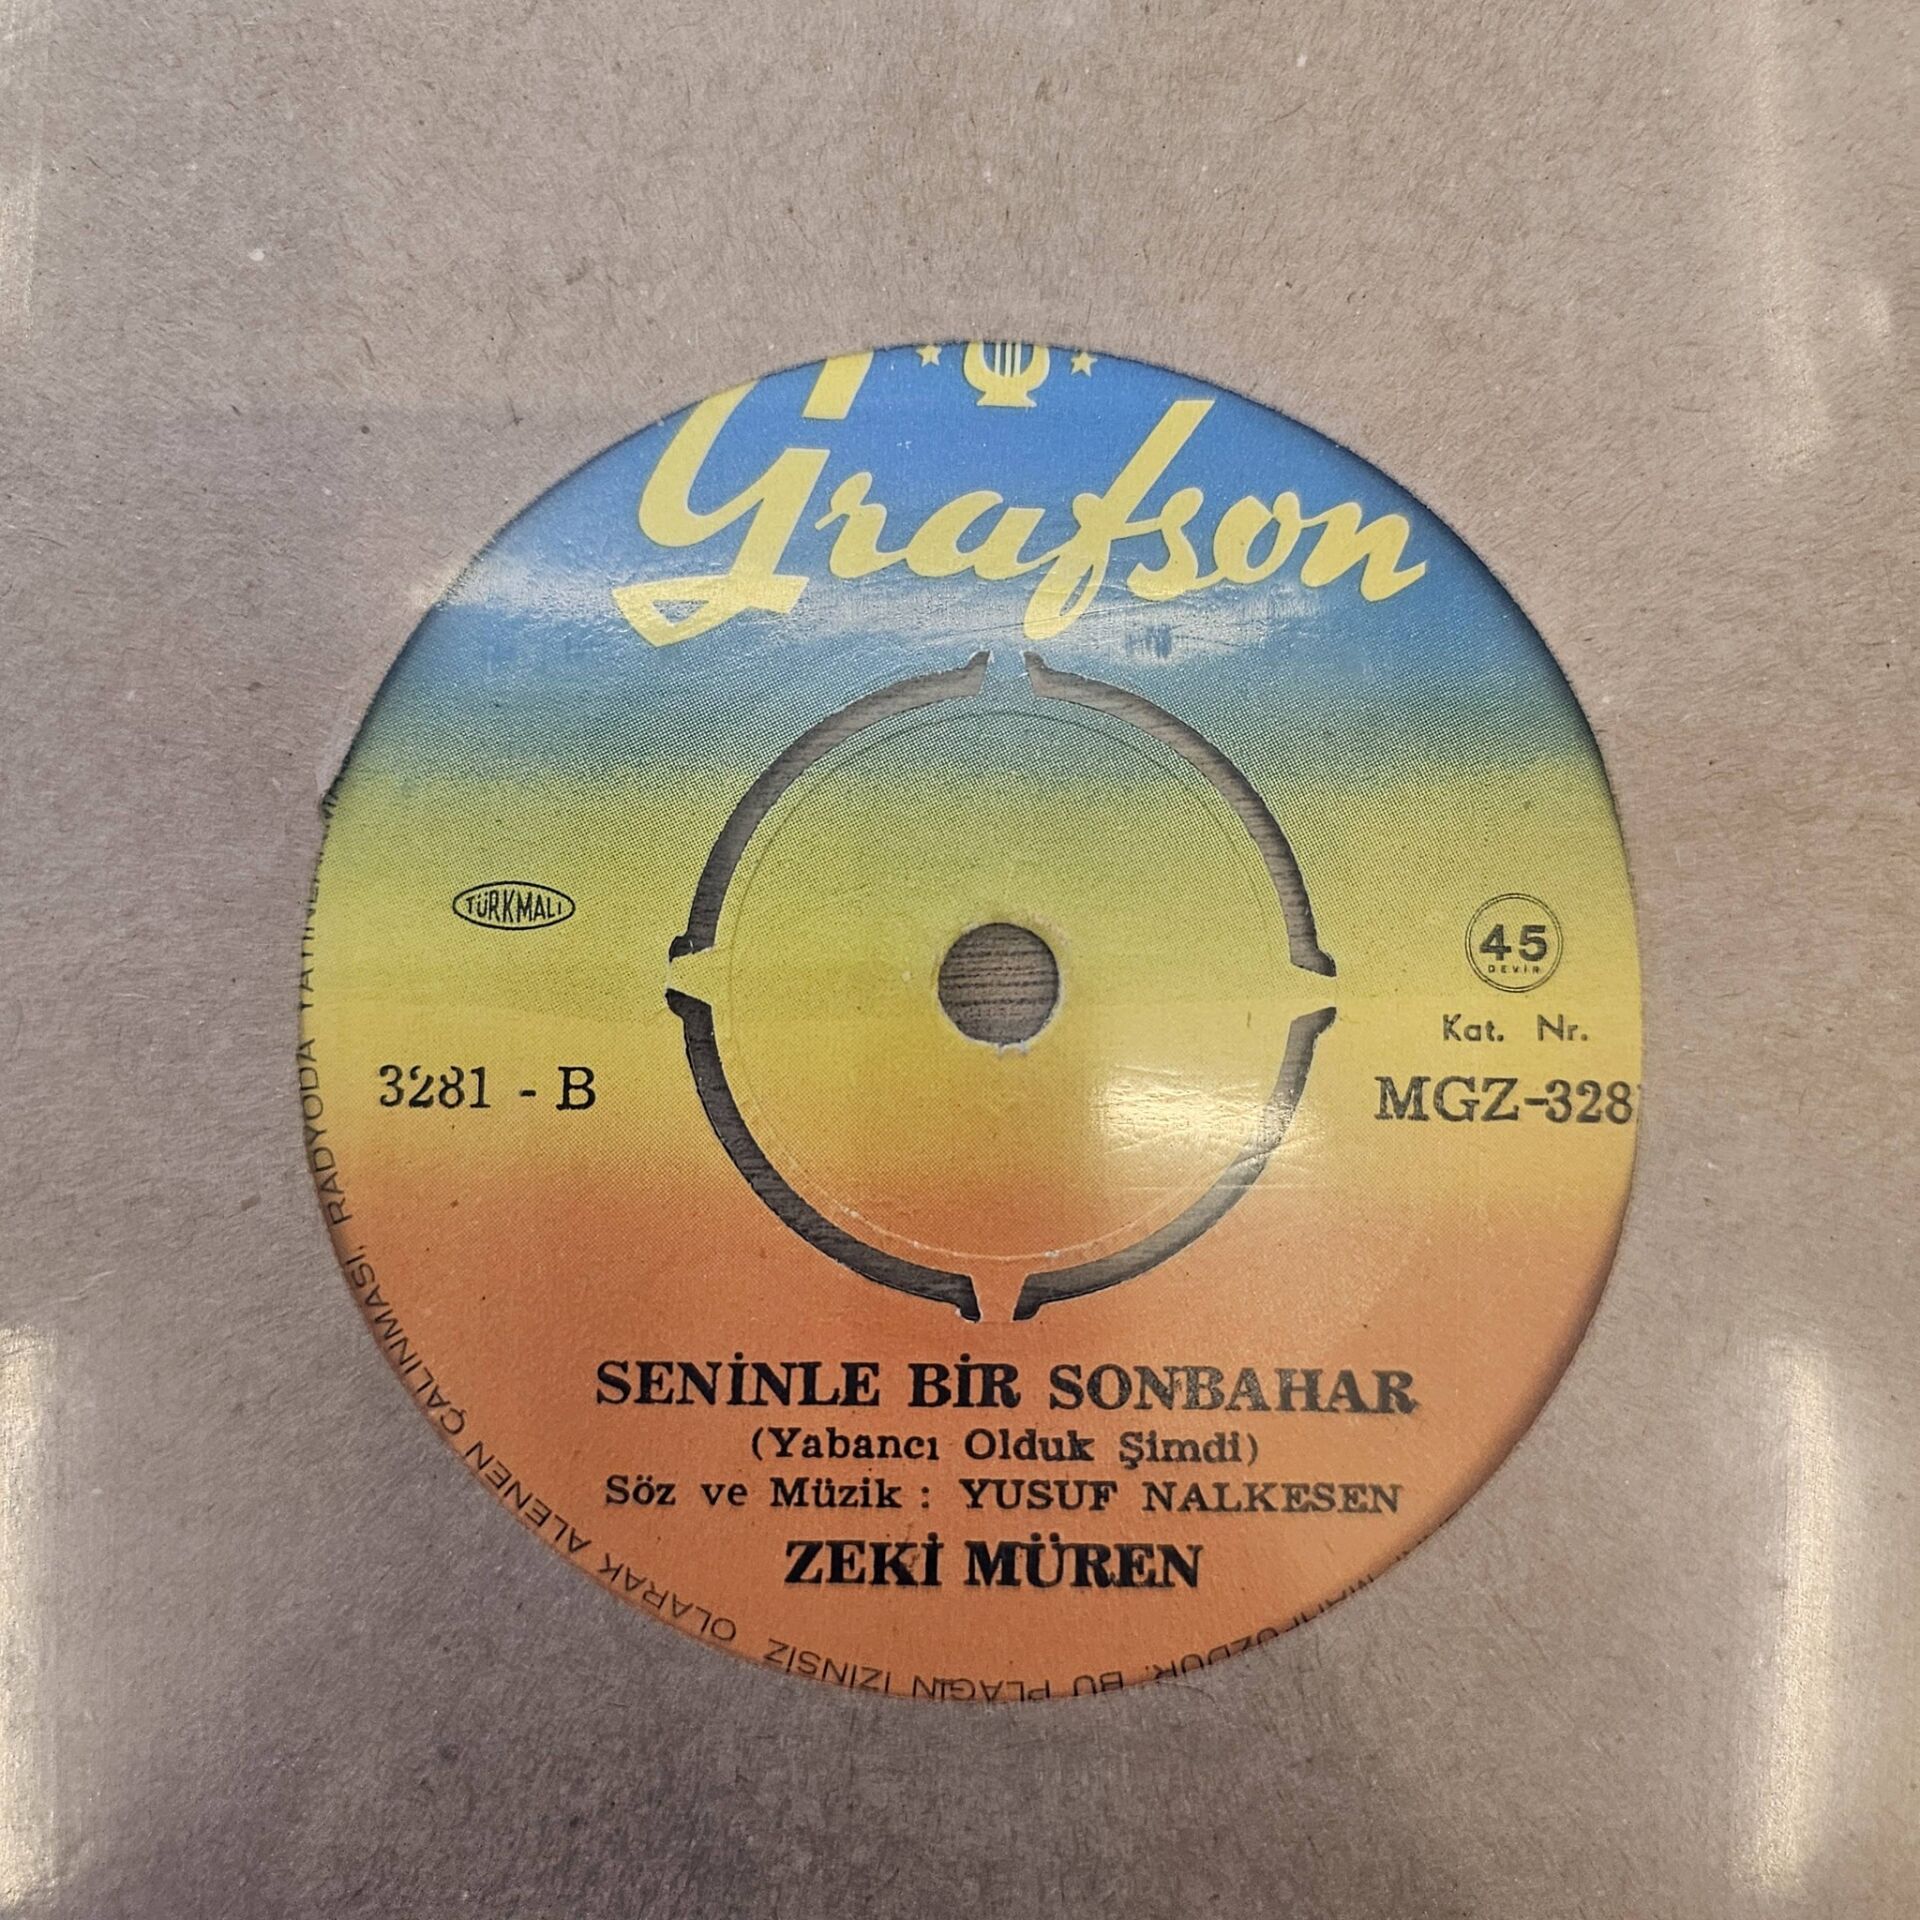 Grafson
TÜRKMALI
45
DEVİR
Kat. Nr.
3281 - B
MGZ-328
SENİNLE BİR SONBAHAR
(Yabancı Olduk Şimdi)
Söz ve Müzik : YUSUF NALKESEN
ZEKİ MÜREN
BU PLAĞIN İZİNSİZ OLARAK ALENEN ÇALINMASI, RADYODA